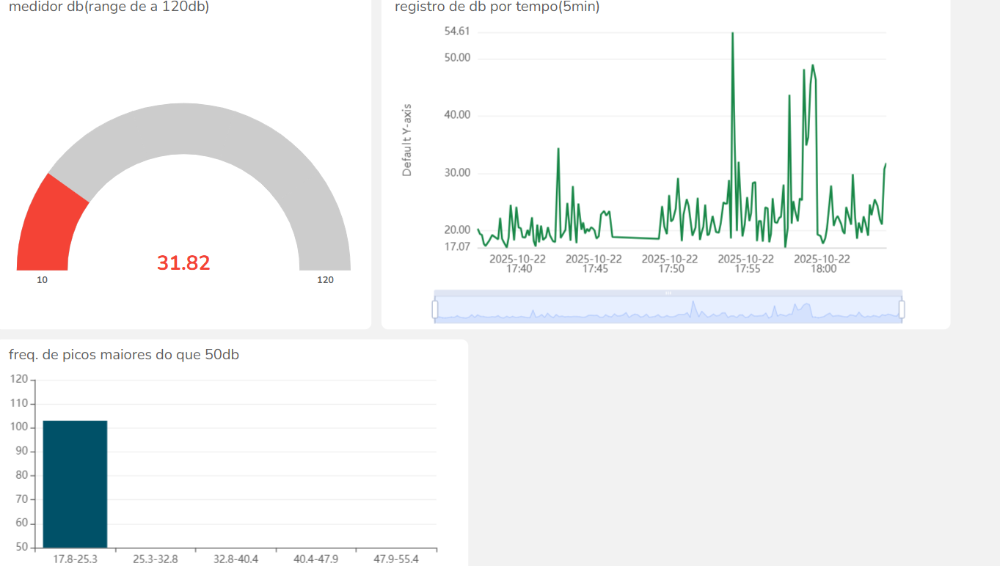 medidor db(range de a 120db)
31.82
10
120
registro de db por tempo(5min)
Default Y-axis
54.61
50.00
40.00
30.00
20.00
17.07
2025-10-22 2025-10-22 2025-10-22 2025-10-22 2025-10-22
17:40 17:45 17:50 17:55 18:00
freq. de picos maiores do que 50db
120
110
100
90
80
70
60
50
17.8-25.3 25.3-32.8 32.8-40.4 40.4-47.9 47.9-55.4